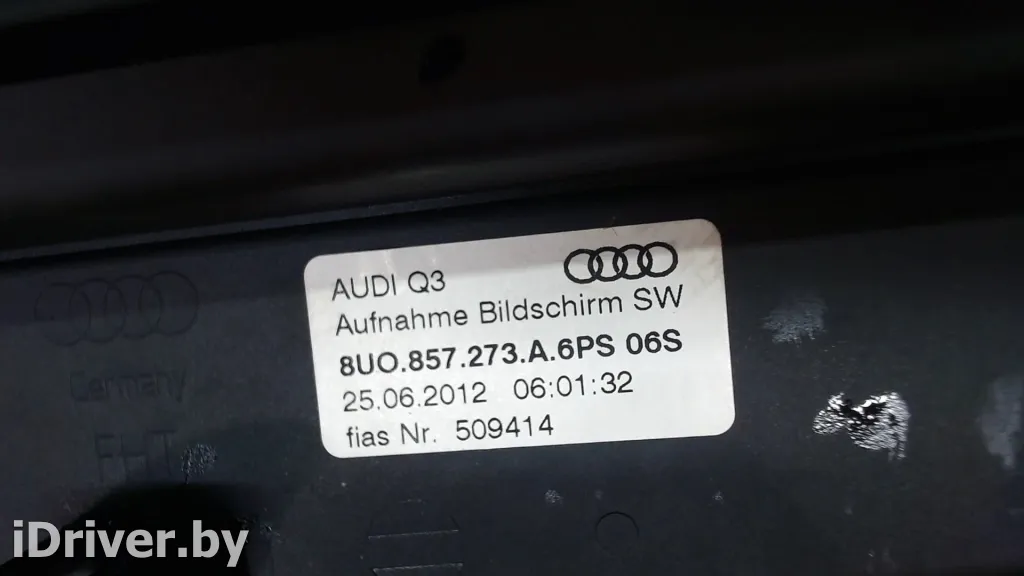 AUDI Q3
Aufnahme Bildschirm SW
8U0.857.273.A.6PS 06S
25.06.2012 06:01:32
fias Nr. 509414
Germany
iDriver.by